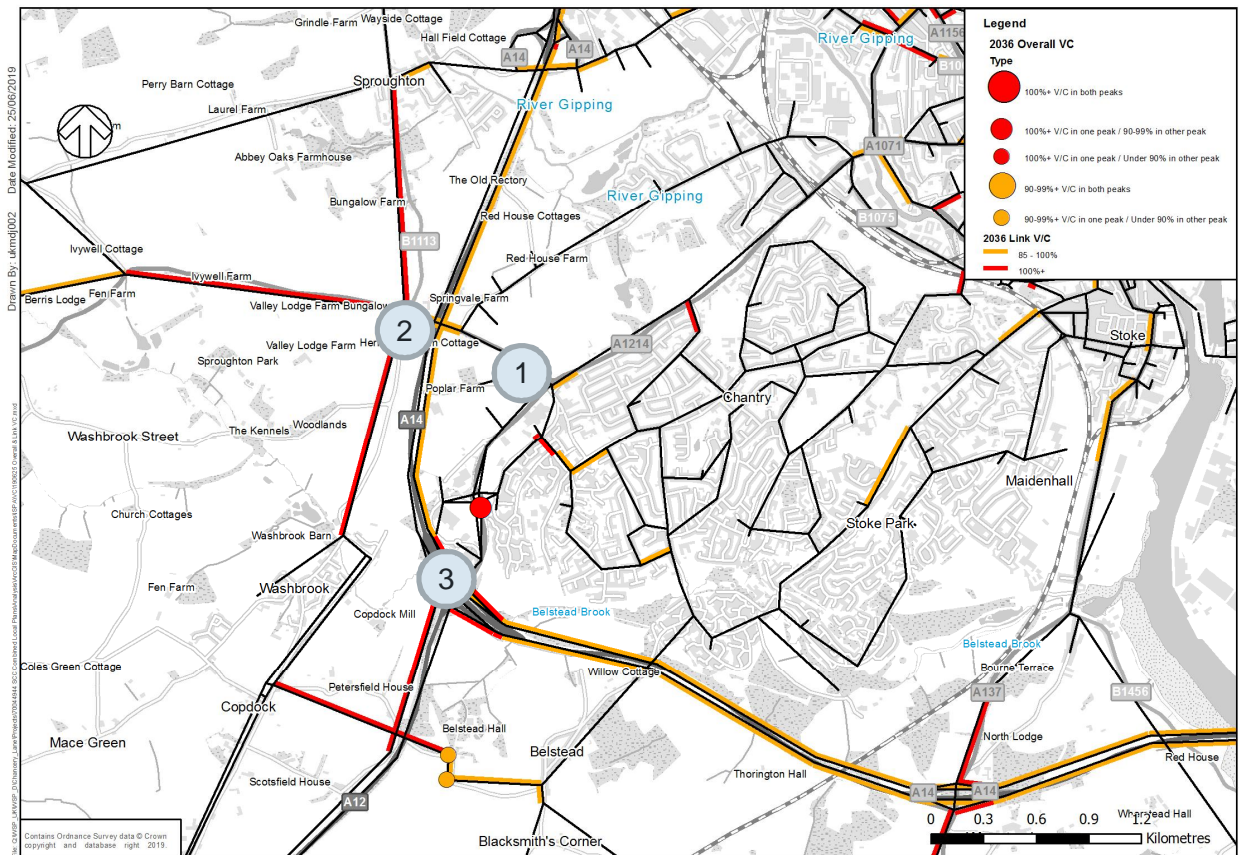 Grindle Farm
Wayside Cottage
Hall Field Cottage
A14
A14
River Gipping
A1156
Perry Barn Cottage
Sproughton
Laurel Farm
River Gipping
Abbey Oaks Farmhouse
A1071
The Old Rectory
River Gipping
Bungalow Farm
Red House Cottages
B1075
B1113
Ivywell Cottage
Red House Farm
Ivywell Farm
Berris Lodge
Fen Farm
Valley Lodge Farm Bungalow
Springvale Farm
2
Valley Lodge Farm
Cottage
A1214
Stoke
Sproughton Park
1
Poplar Farm
Chantry
A14
The Kennels
Woodlands
Washbrook Street
Maidenhall
Church Cottages
Stoke Park
Washbrook Barn
3
Fen Farm
Washbrook
Copdock Mill
Belstead Brook
Belstead Brook
Coles Green Cottage
Willow Cottage
Bourne Terrace
Petersfield House
A137
B1456
Copdock
Belstead Hall
North Lodge
Mace Green
Belstead
Red House
Scotsfield House
Thorington Hall
A14
A14
A12
Blacksmith's Corner
Legend
2036 Overall VC
Type
100%+ V/C in both peaks
100%+ V/C in one peak / 90-99% in other peak
100%+ V/C in one peak / Under 90% in other peak
90-99%+ V/C in both peaks
90-99%+ V/C in one peak / Under 90% in other peak
2036 Link V/C
85 - 100%
100%+
0 0.3 0.6 0.9 1.2
Kilometres
Date Modified: 25/06/2019
Drawn By: ukmdj002
Contains Ordnance Survey data © Crown
copyright and database right 2019.